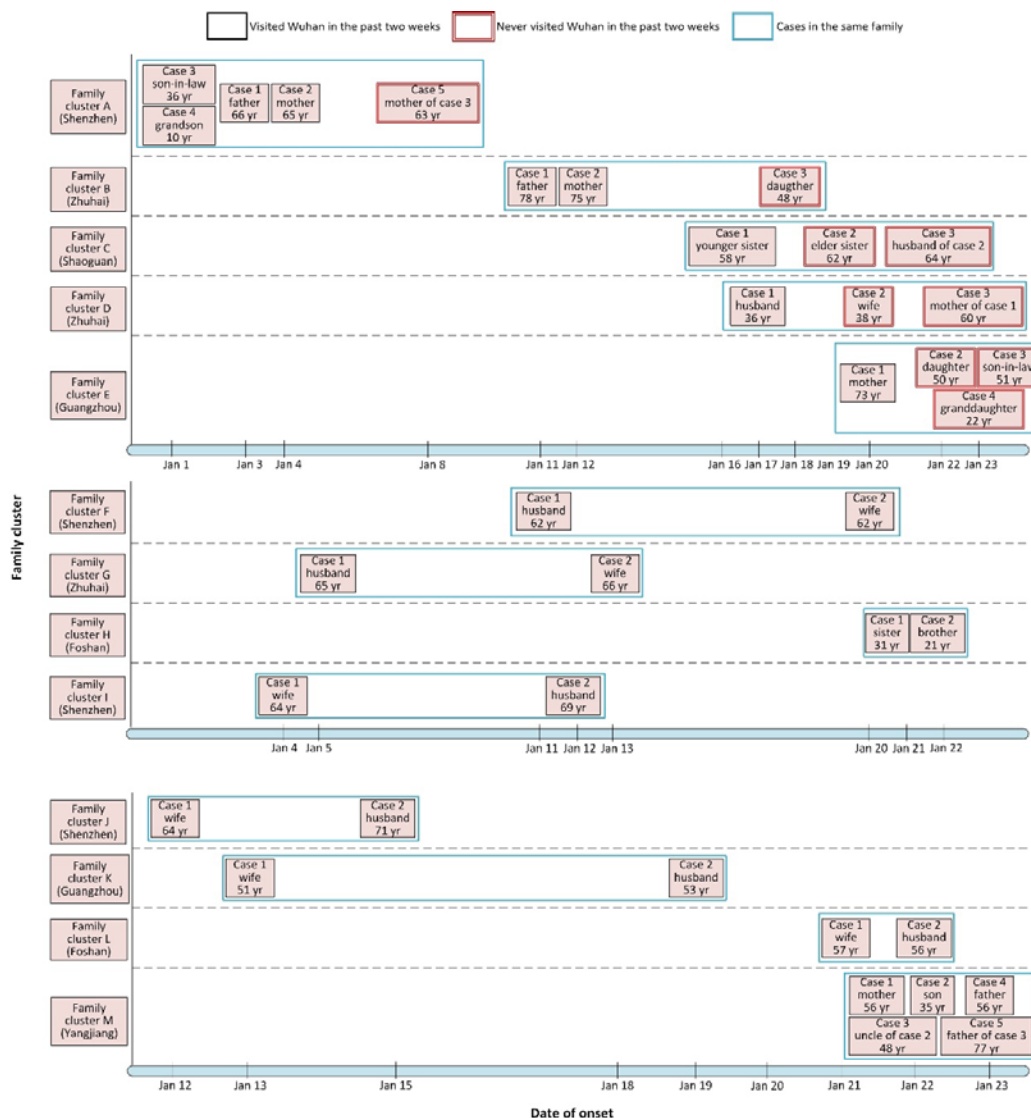 Visited Wuhan in the past two weeks
Never visited Wuhan in the past two weeks
Cases in the same family
Family cluster
Family
cluster A
(Shenzhen)
Case 3
son-in-law
36 yr
Case 4
grandson
10 yr
Case 1
father
66 yr
Case 2
mother
65 yr
Case 5
mother of case 3
63 yr
Family
cluster B
(Zhuhai)
Case 1
father
78 yr
Case 2
mother
75 yr
Case 3
daugther
48 yr
Family
cluster C
(Shaoguan)
Case 1
younger sister
58 yr
Case 2
elder sister
62 yr
Case 3
husband of case 2
64 yr
Family
cluster D
(Zhuhai)
Case 1
husband
36 yr
Case 2
wife
38 yr
Case 3
mother of case 1
60 yr
Family
cluster E
(Guangzhou)
Case 1
mother
73 yr
Case 2
daughter
50 yr
Case 3
son-in-law
51 yr
Case 4
granddaughter
22 yr
Jan 1 Jan 3 Jan 4 Jan 8 Jan 11 Jan 12 Jan 16 Jan 17 Jan 18 Jan 19 Jan 20 Jan 22 Jan 23
Family
cluster F
(Shenzhen)
Case 1
husband
62 yr
Case 2
wife
62 yr
Family
cluster G
(Zhuhai)
Case 1
husband
65 yr
Case 2
wife
66 yr
Family
cluster H
(Foshan)
Case 1
sister
31 yr
Case 2
brother
21 yr
Family
cluster I
(Shenzhen)
Case 1
wife
64 yr
Case 2
husband
69 yr
Jan 4 Jan 5 Jan 11 Jan 12 Jan 13 Jan 20 Jan 21 Jan 22
Family
cluster J
(Shenzhen)
Case 1
wife
64 yr
Case 2
husband
71 yr
Family
cluster K
(Guangzhou)
Case 1
wife
51 yr
Case 2
husband
53 yr
Family
cluster L
(Foshan)
Case 1
wife
57 yr
Case 2
husband
56 yr
Family
cluster M
(Yangjiang)
Case 1
mother
56 yr
Case 2
son
35 yr
Case 4
father
56 yr
Case 3
uncle of case 2
48 yr
Case 5
father of case 3
77 yr
Jan 12 Jan 13 Jan 15 Jan 18 Jan 19 Jan 20 Jan 21 Jan 22 Jan 23
Date of onset